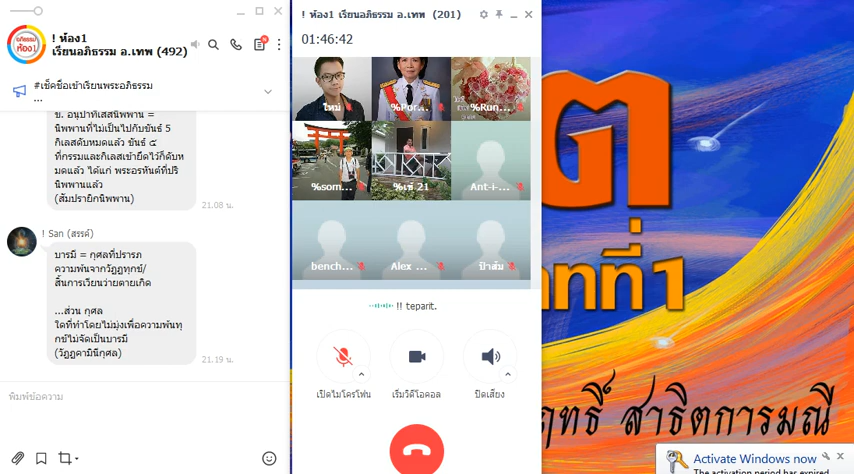 ! ห้อง1
เรียนอภิธรรม อ.เทพ (492)
#เช็คชื่อเข้าเรียนพระอภิธรรม
...
ข. อนุปาทิเสสนิพพาน =
นิพพานที่ไม่เป็นไปกับขันธ์ 5
กิเลสดับหมดแล้ว ขันธ์ ๕
ที่กรรมและกิเลสเข้ายึดไว้ก็ดับห
มดแล้ว ได้แก่ พระอรหันต์ที่ปริ
นิพพานแล้ว
(สัมปรายิกนิพพาน)
21.08 น.
! San (สรรค์)
บารมี = กุศลที่ปรารภ
ความพ้นจากวัฏฏทุกข์/
สิ้นการเวียนว่ายตายเกิด
...ส่วน กุศล
ใดที่ทำโดยไม่มุ่งเพื่อความพ้นทุ
กข์ไม่จัดเป็นบารมี
(วัฏฏคามินีกุศล)
21.19 น.
พิมพ์ข้อความ
! ห้อง1 เรียนอภิธรรม อ.เทพ (201)
01:46:42
ใหม่
%Por...
%Run...
%som...
%เซ้ 21
Ant-i-...
bench...
Alex ...
ป้าส้ม
!! teparit.
เปิดไมโครโฟน
เริ่มวิดีโอคอล
ปิดเสียง
ต
ที่ 1
ฤทธิ์ สาธิตการมณี
Activate Windows now
The activation period has expired